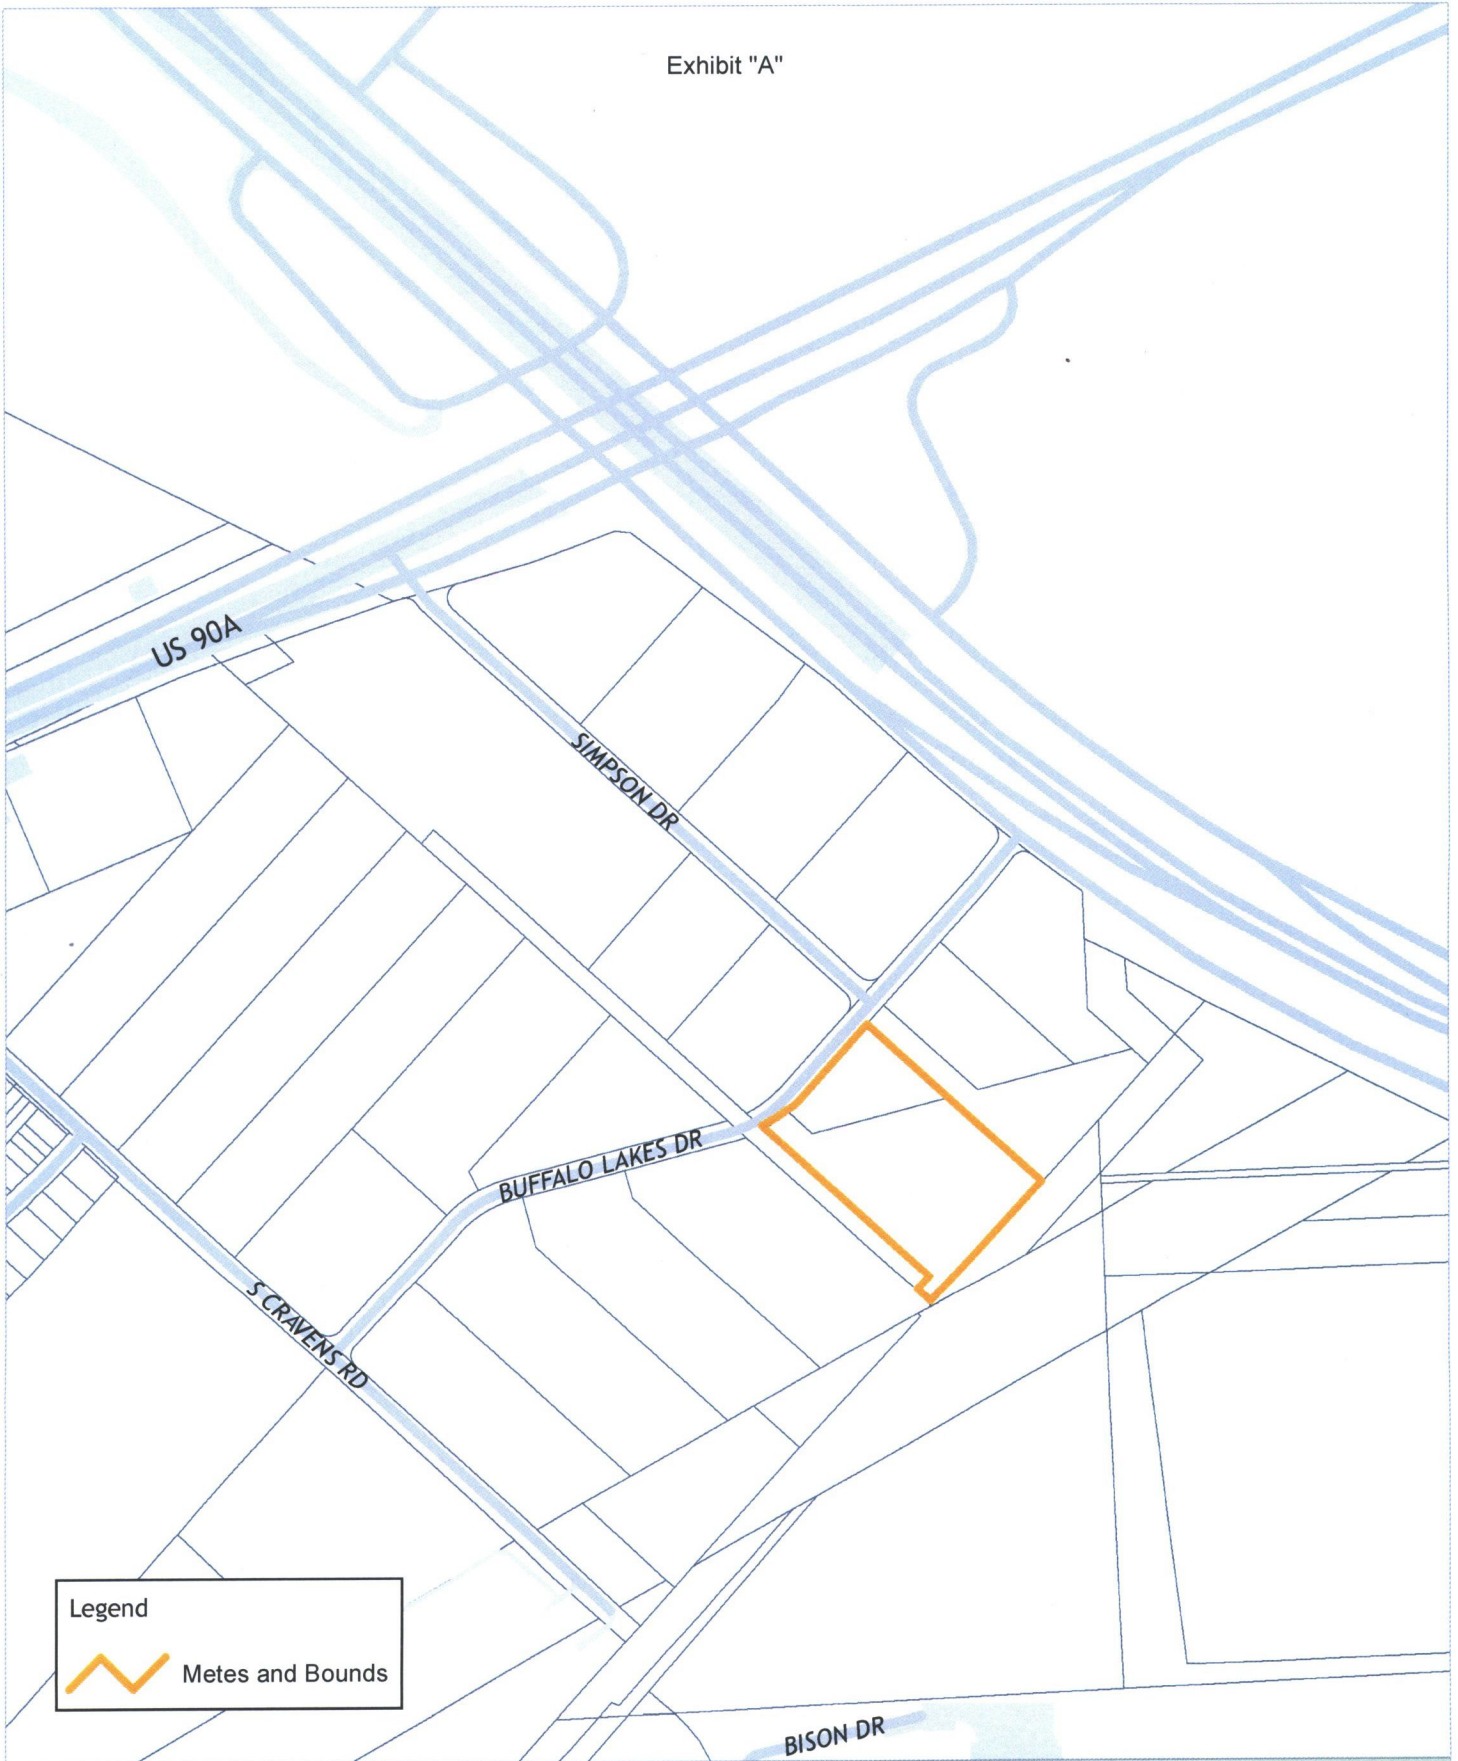 Exhibit "A"
US 90A
SIMPSON DR
BUFFALO LAKES DR
S CRAVENS RD
Legend
Metes and Bounds
BISON DR